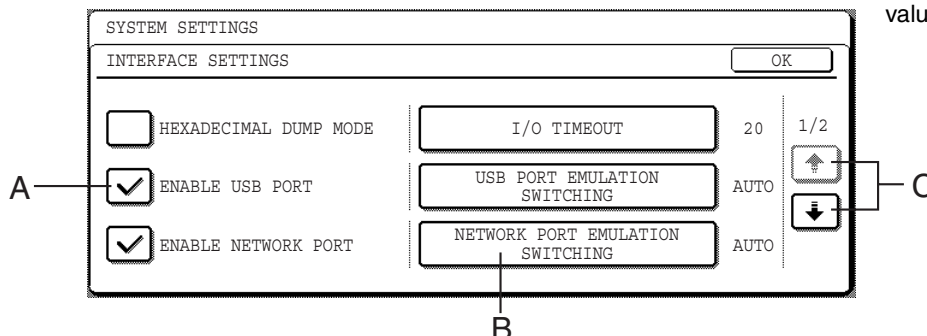 valu
SYSTEM SETTINGS
INTERFACE SETTINGS
OK
HEXADECIMAL DUMP MODE
I/O TIMEOUT
20
1/2
A
ENABLE USB PORT
USB PORT EMULATION
SWITCHING
AUTO
C
ENABLE NETWORK PORT
NETWORK PORT EMULATION
SWITCHING
AUTO
B